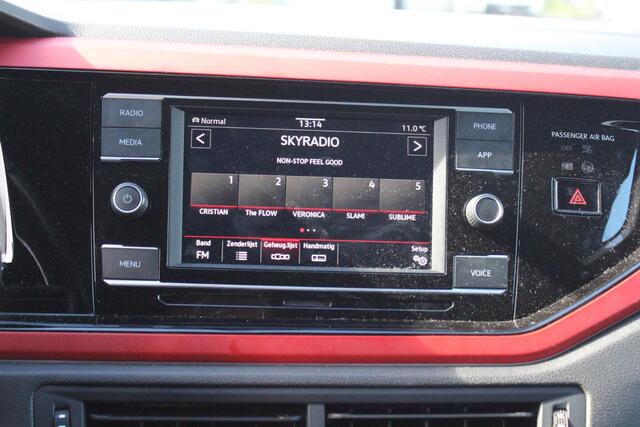 RADIO
MEDIA
MENU
Normal
13:14
11.0 °C
SKYRADIO
NON-STOP FEEL GOOD
1 2 3 4 5
CRISTIAN The FLOW VERONICA SLAM! SUBLIME
Band Zenderlijst Geheug.lijst Handmatig Setup
FM
PHONE
APP
VOICE
PASSENGER AIR BAG
OFF